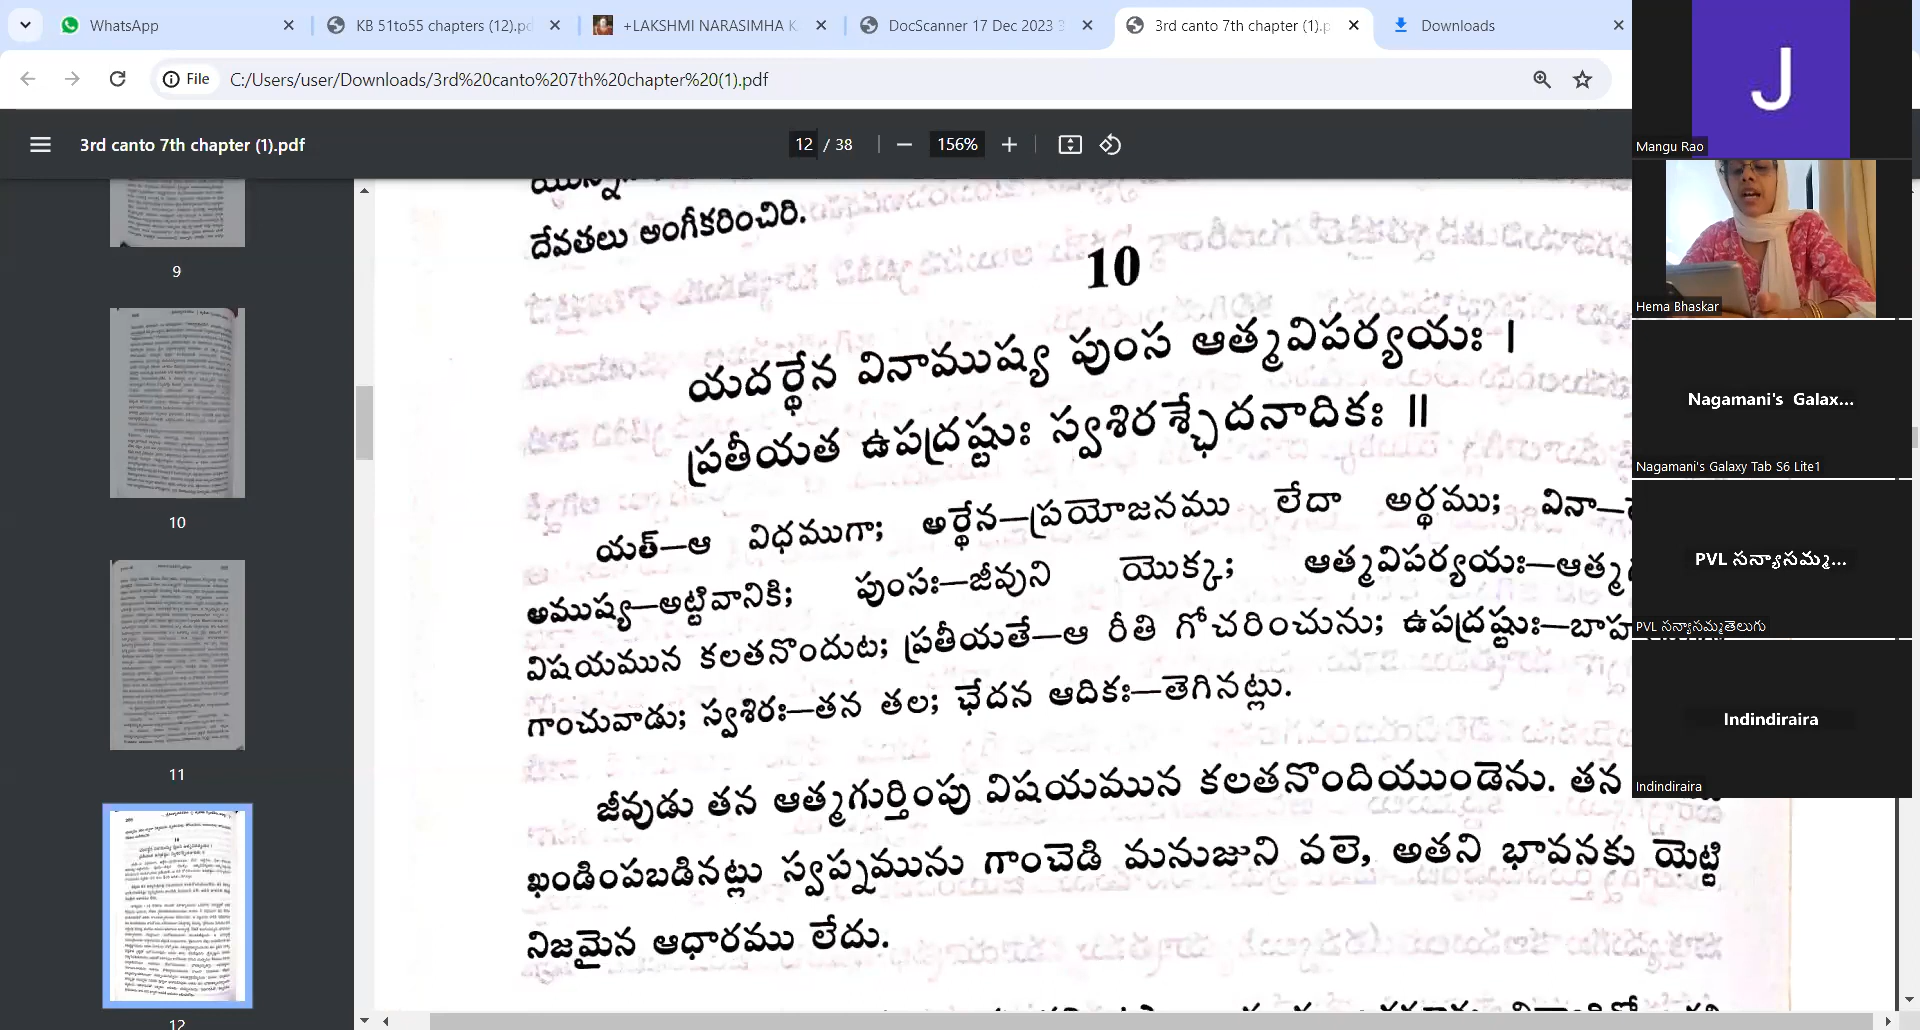 WhatsApp
KB 51to55 chapters (12).pd
+LAKSHMI NARASIMHA K
DocScanner 17 Dec 2023 3
3rd canto 7th chapter (1).p
Downloads
File
C:/Users/user/Downloads/3rd%20canto%207th%20chapter%20(1).pdf
3rd canto 7th chapter (1).pdf
12 / 38
156%
9
10
11
12
దేవతలు అంగీకరించిరి.
10
యదర్థేన వినాముష్య పుంస ఆత్మవిపర్యయః |
ప్రతీయత ఉపద్రష్టుః స్వశిరశ్ఛేదనాదికః ||
యత్—ఆ విధముగా; అర్థేన—ప్రయోజనము లేదా అర్థము; వినా—
అముష్య—అట్టివానికి; పుంసః—జీవుని యొక్క; ఆత్మవిపర్యయః—ఆత్మ
విషయమున కలతనొందుట; ప్రతీయతే—ఆ రీతి గోచరించును; ఉపద్రష్టుః—బాహ
గాంచువాడు; స్వశిరః—తన తల; ఛేదన ఆదికః—తెగినట్లు.
జీవుడు తన ఆత్మగుర్తింపు విషయమున కలతనొందియుండెను. తన
ఖండింపబడినట్లు స్వప్నమును గాంచెడి మనుజుని వలె, అతని భావనకు యెట్టి
నిజమైన ఆధారము లేదు.
J
Mangu Rao
Hema Bhaskar
Nagamani's Galax...
Nagamani's Galaxy Tab S6 Lite1
PVL సన్యాసమ్మ...
PVL సన్యాసమ్మతెలుగు
Indindiraira
Indindiraira